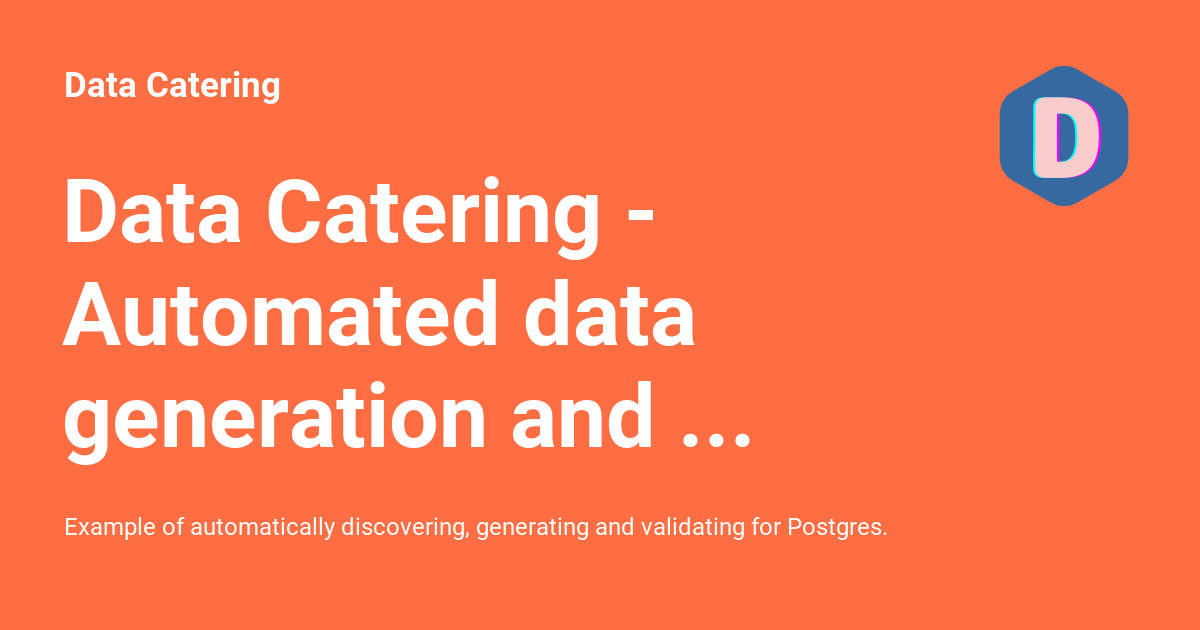 Data Catering
D
Data Catering -
Automated data
generation and ...
Example of automatically discovering, generating and validating for Postgres.